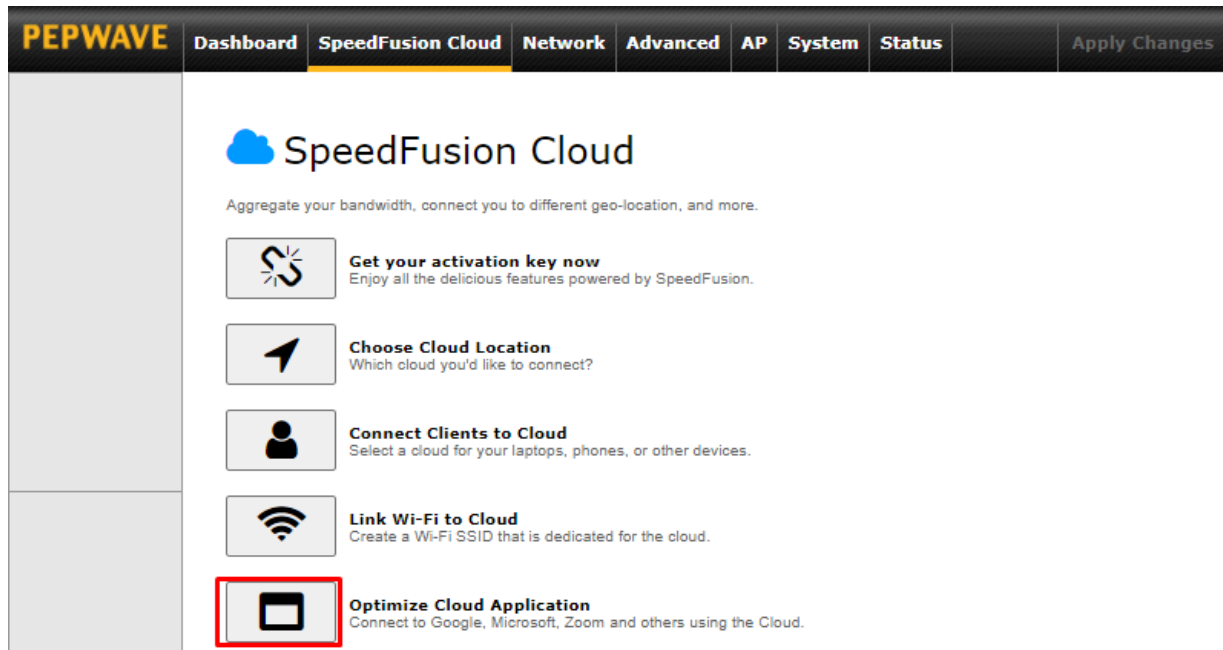 PEPWAVE Dashboard SpeedFusion Cloud Network Advanced AP System Status Apply Changes
SpeedFusion Cloud
Aggregate your bandwidth, connect you to different geo-location, and more.
Get your activation key now
Enjoy all the delicious features powered by SpeedFusion.
Choose Cloud Location
Which cloud you'd like to connect?
Connect Clients to Cloud
Select a cloud for your laptops, phones, or other devices.
Link Wi-Fi to Cloud
Create a Wi-Fi SSID that is dedicated for the cloud.
Optimize Cloud Application
Connect to Google, Microsoft, Zoom and others using the Cloud.